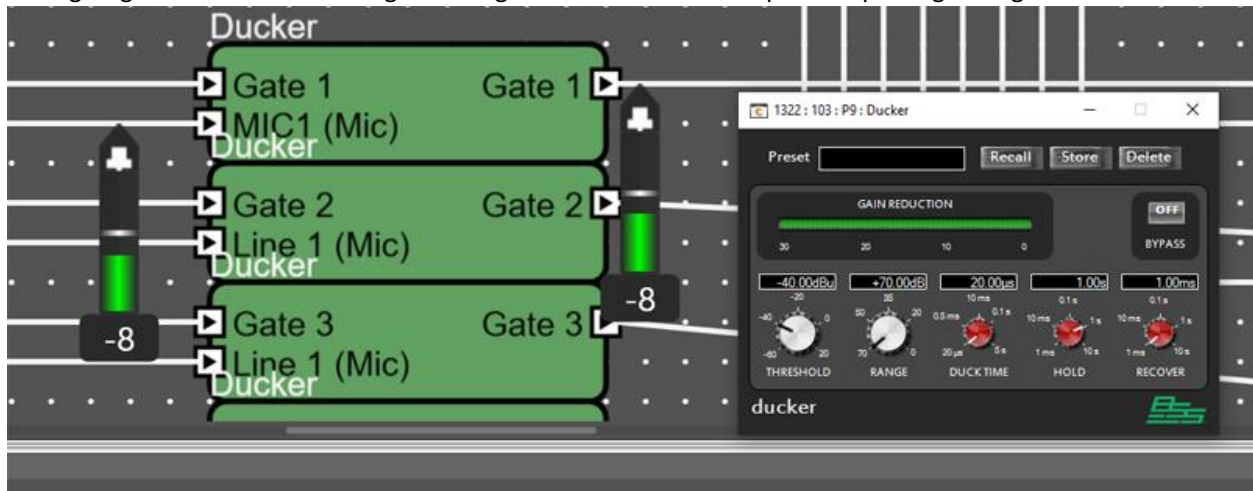 Ducker
Gate 1 Gate 1
MIC1 (Mic)
Ducker
Gate 2 Gate 2
Line 1 (Mic)
Ducker
Gate 3 Gate 3
Line 1 (Mic)
Ducker
-8
-8
C 1322 : 103 : P9 : Ducker
Preset Recall Store Delete
GAIN REDUCTION
30 20 10 0
OFF
BYPASS
-40.00dBu +70.00dB 20.00µs 1.00s 1.00ms
-20 35 10 ms 0.1 s 0.1 s
-40 0 50 20 0.5 ms 0.1 s 10 ms 1 s 10 ms 1 s
-60 20 70 0 20 µs 5 s 1 ms 10 s 1 ms 10 s
THRESHOLD RANGE DUCK TIME HOLD RECOVER
ducker BSS